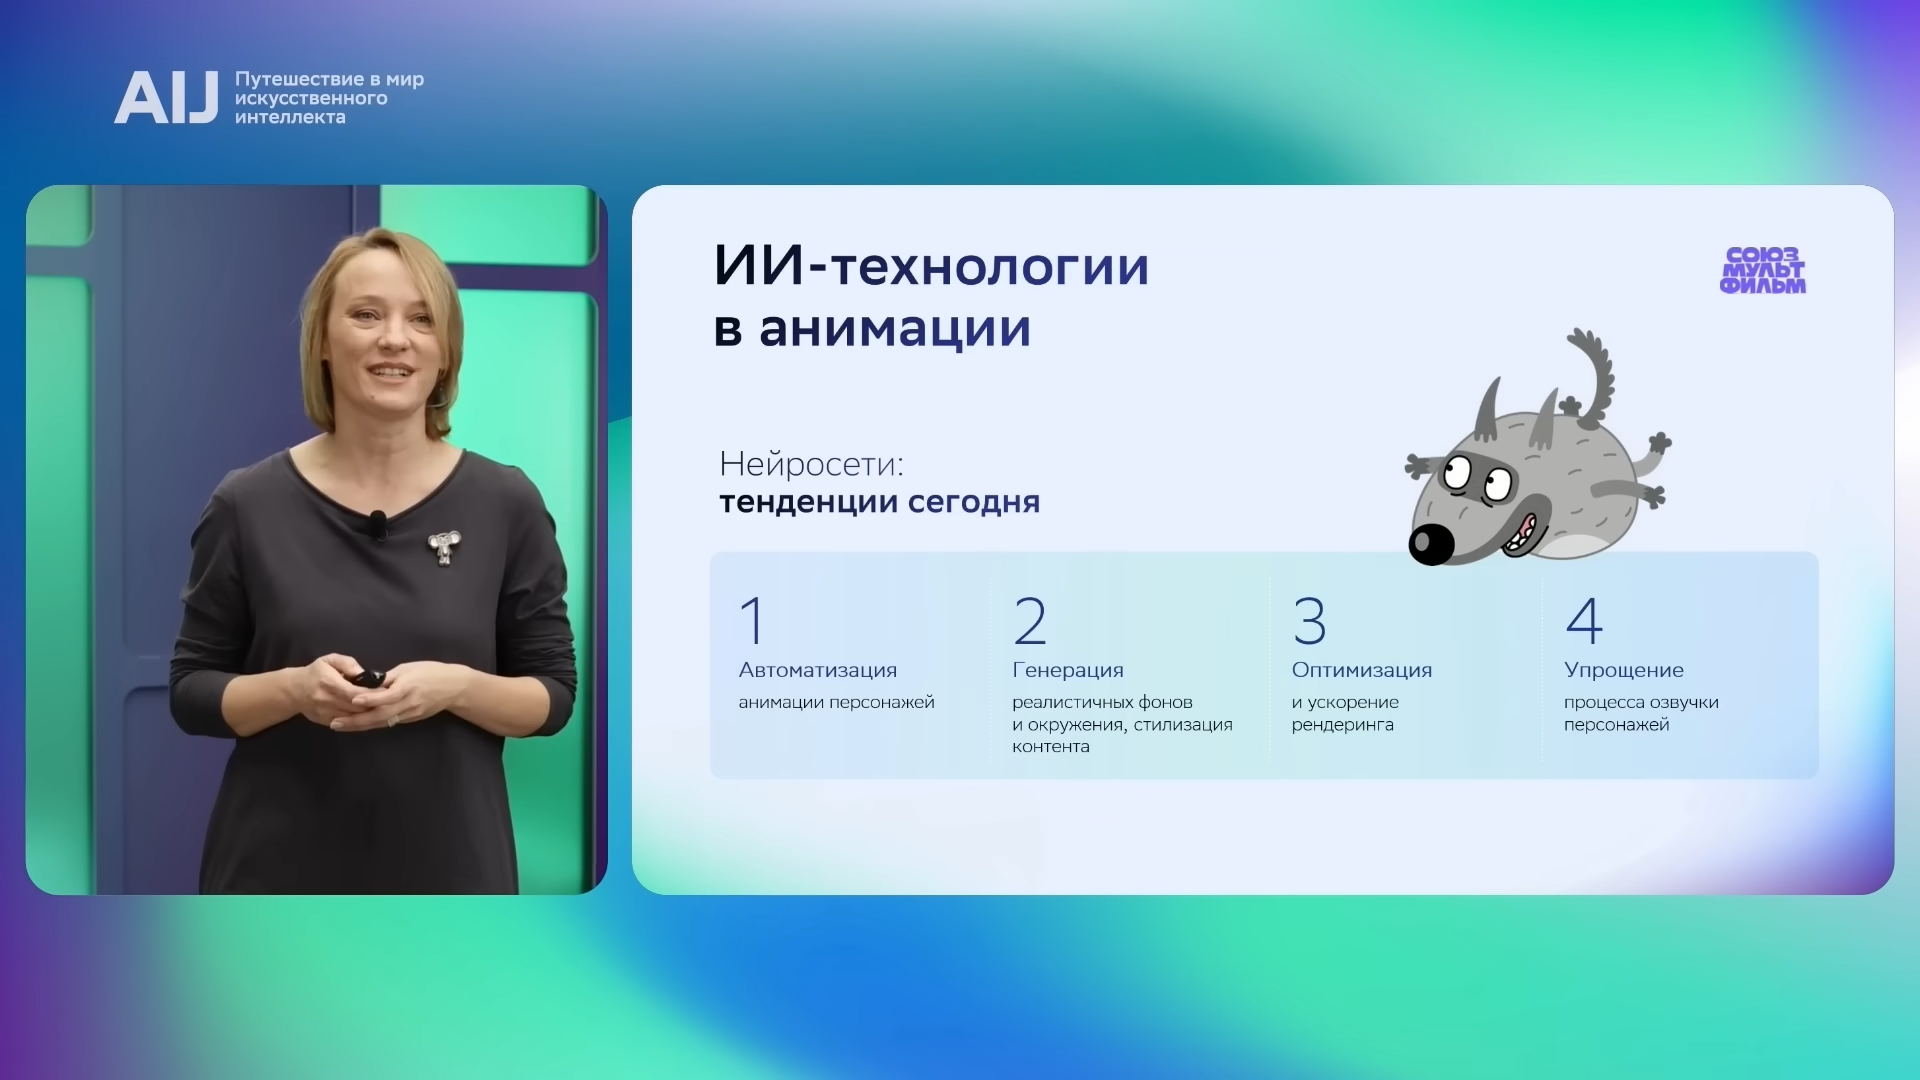 AIJ
Путешествие в мир
искусственного
интеллекта
ИИ-технологии
в анимации
СОЮЗ
МУЛЬТ
ФИЛЬМ
Нейросети:
тенденции сегодня
1
Автоматизация
анимации персонажей
2
Генерация
реалистичных фонов
и окружения, стилизация
контента
3
Оптимизация
и ускорение
рендеринга
4
Упрощение
процесса озвучки
персонажей